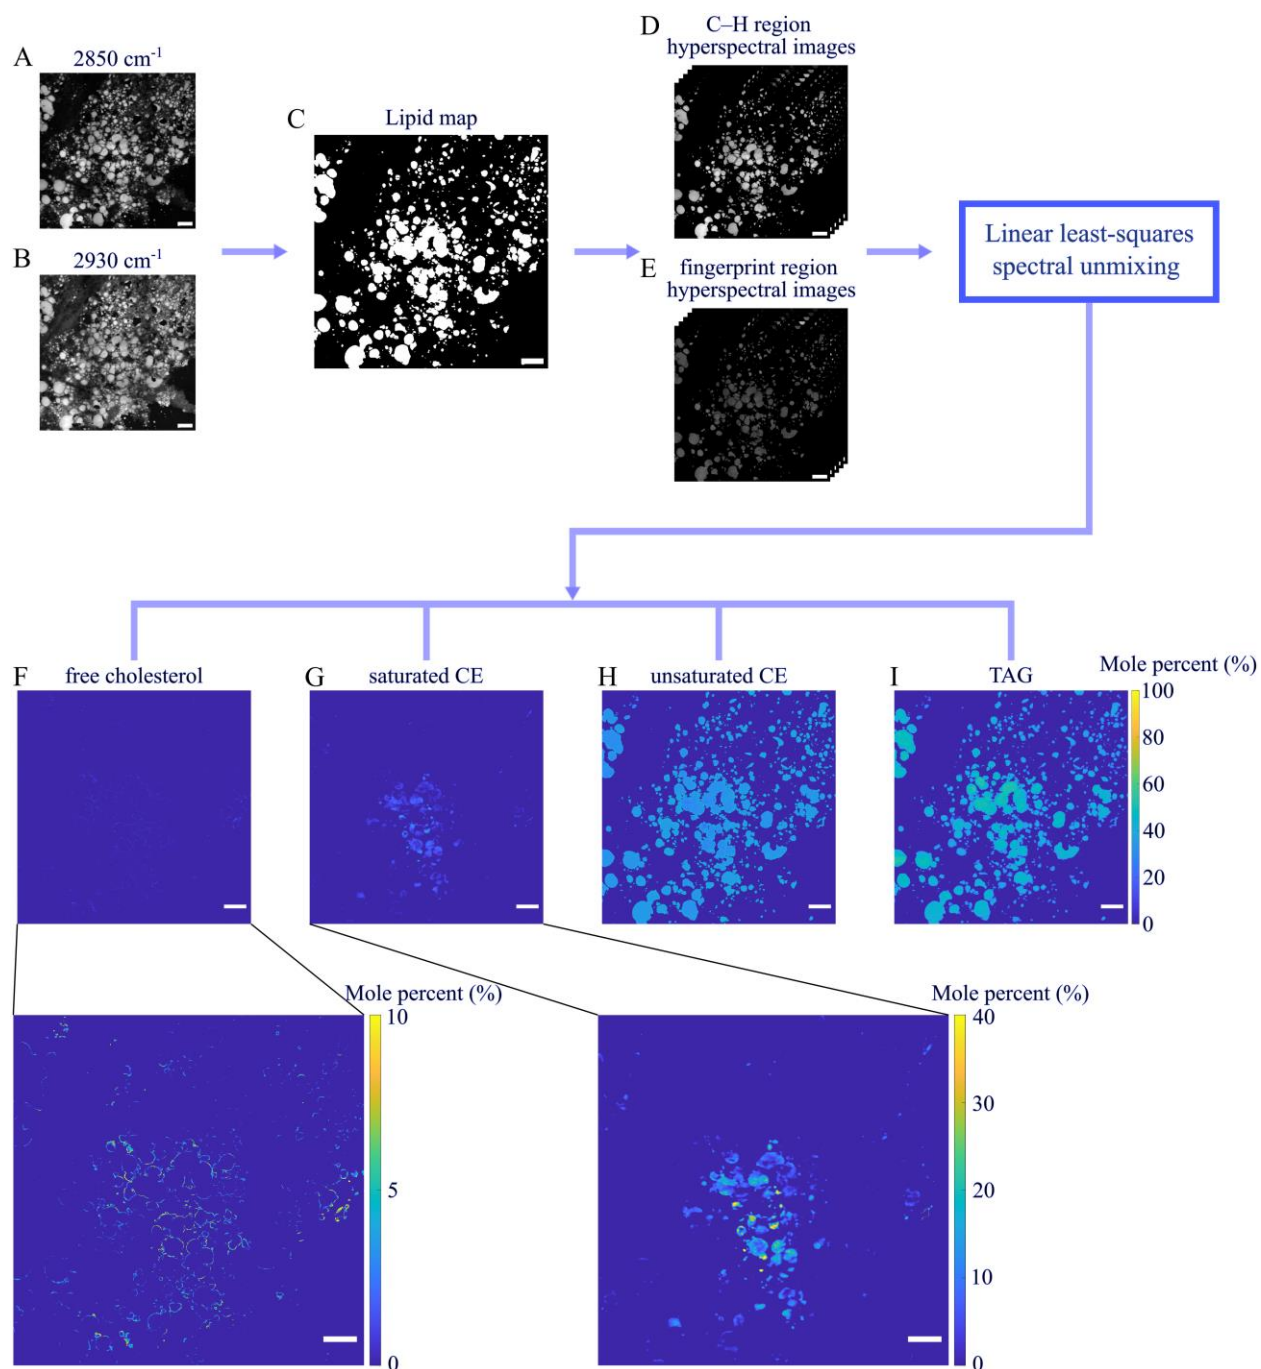 A
2850 cm⁻¹
B
2930 cm⁻¹
C
Lipid map
D
C–H region
hyperspectral images
E
fingerprint region
hyperspectral images
Linear least-squares
spectral unmixing
F
free cholesterol
G
saturated CE
H
unsaturated CE
I
TAG
Mole percent (%)
100
80
60
40
20
0
Mole percent (%)
10
5
0
Mole percent (%)
40
30
20
10
0